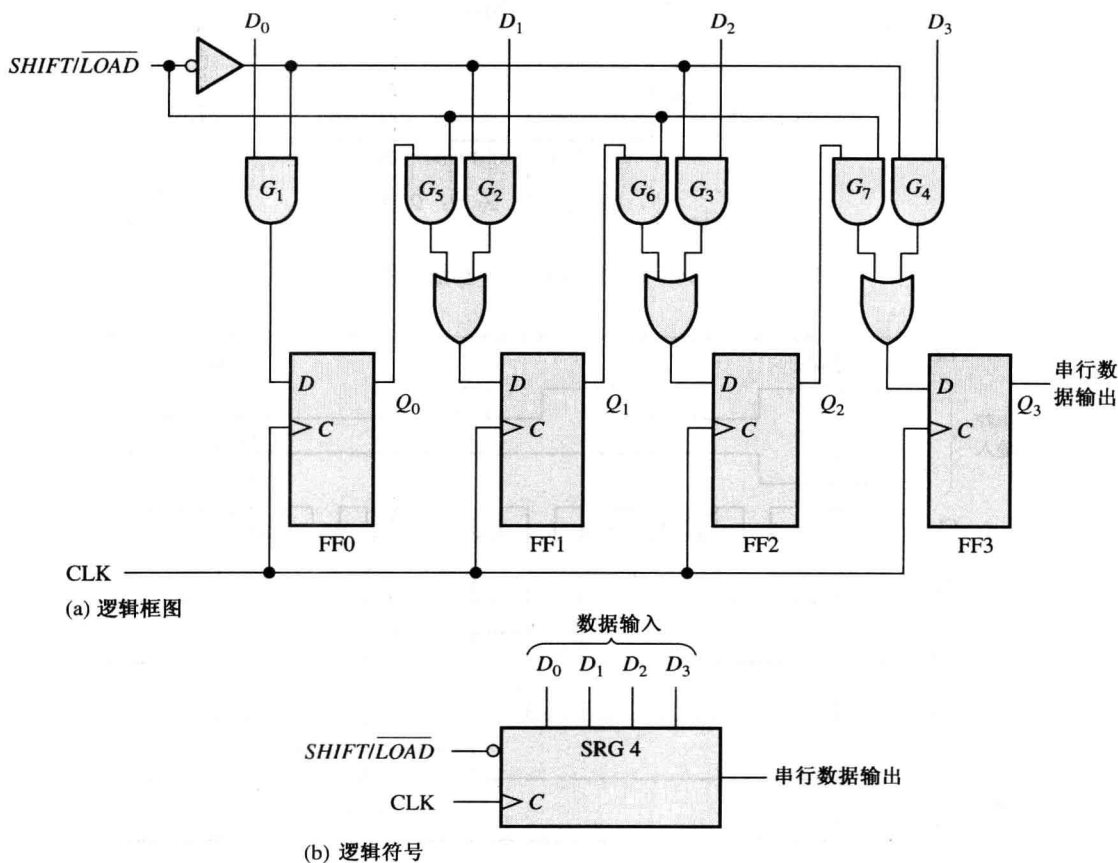 D₀ D₁ D₂ D₃
SHIFT/L̅O̅A̅D̅
G₁ G₅ G₂ G₆ G₃ G₇ G₄
D D D D
Q₀ Q₁ Q₂ Q₃
串行数
据输出
C C C C
FF0 FF1 FF2 FF3
CLK
(a) 逻辑框图
数据输入
D₀ D₁ D₂ D₃
SHIFT/L̅O̅A̅D̅
SRG 4
串行数据输出
CLK
C
(b) 逻辑符号